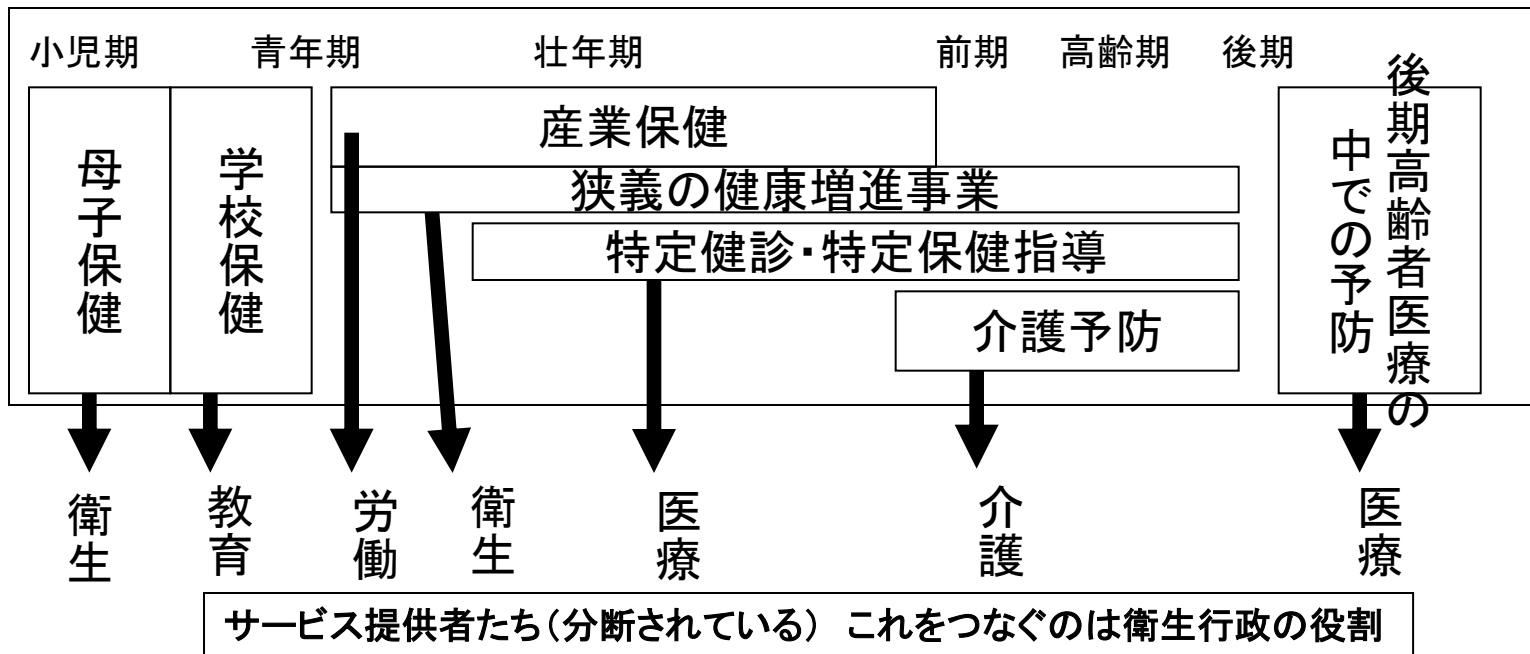 小児期 青年期 壮年期 前期 高齢期 後期
母子保健
学校保健
産業保健
狭義の健康増進事業
特定健診・特定保健指導
介護予防
後期高齢者医療の
中での予防
衛生
教育
労働
衛生
医療
介護
医療
サービス提供者たち(分断されている) これをつなぐのは衛生行政の役割